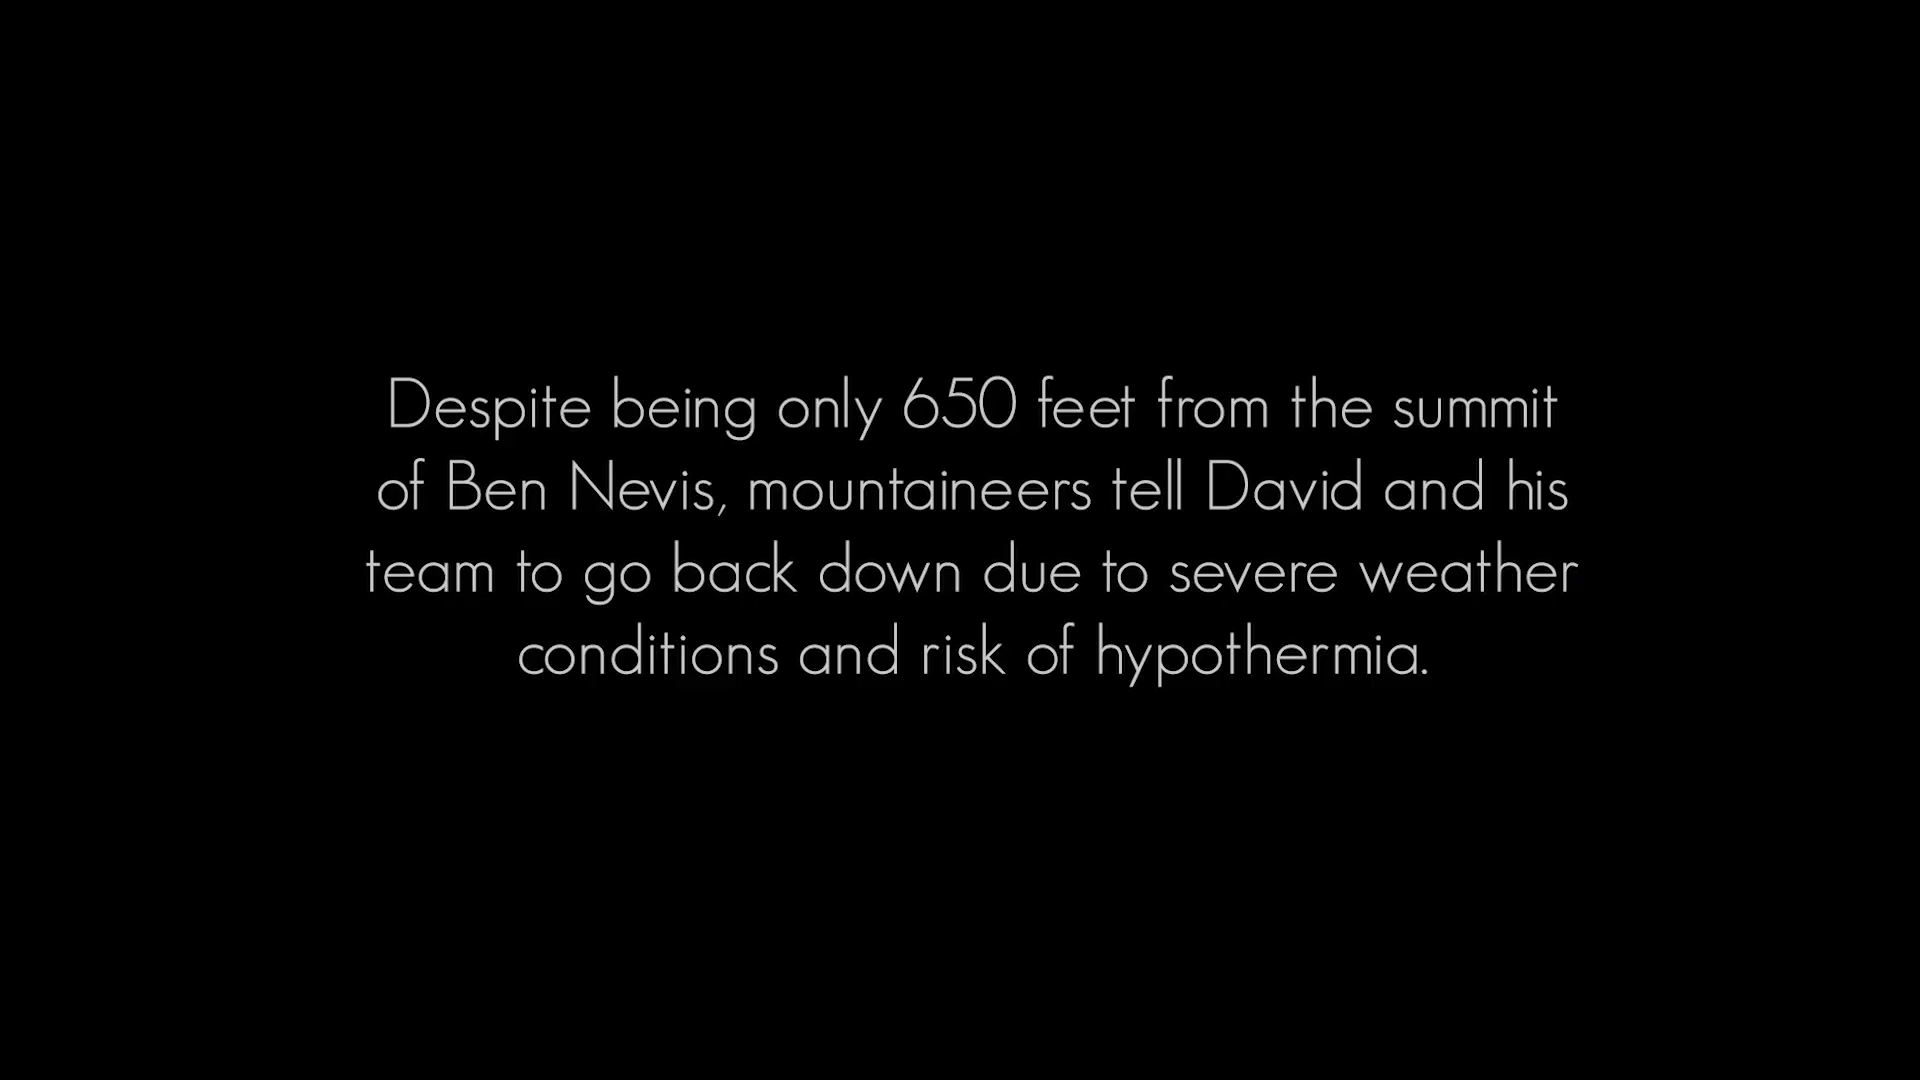 Despite being only 650 feet from the summit
of Ben Nevis, mountaineers tell David and his
team to go back down due to severe weather
conditions and risk of hypothermia.